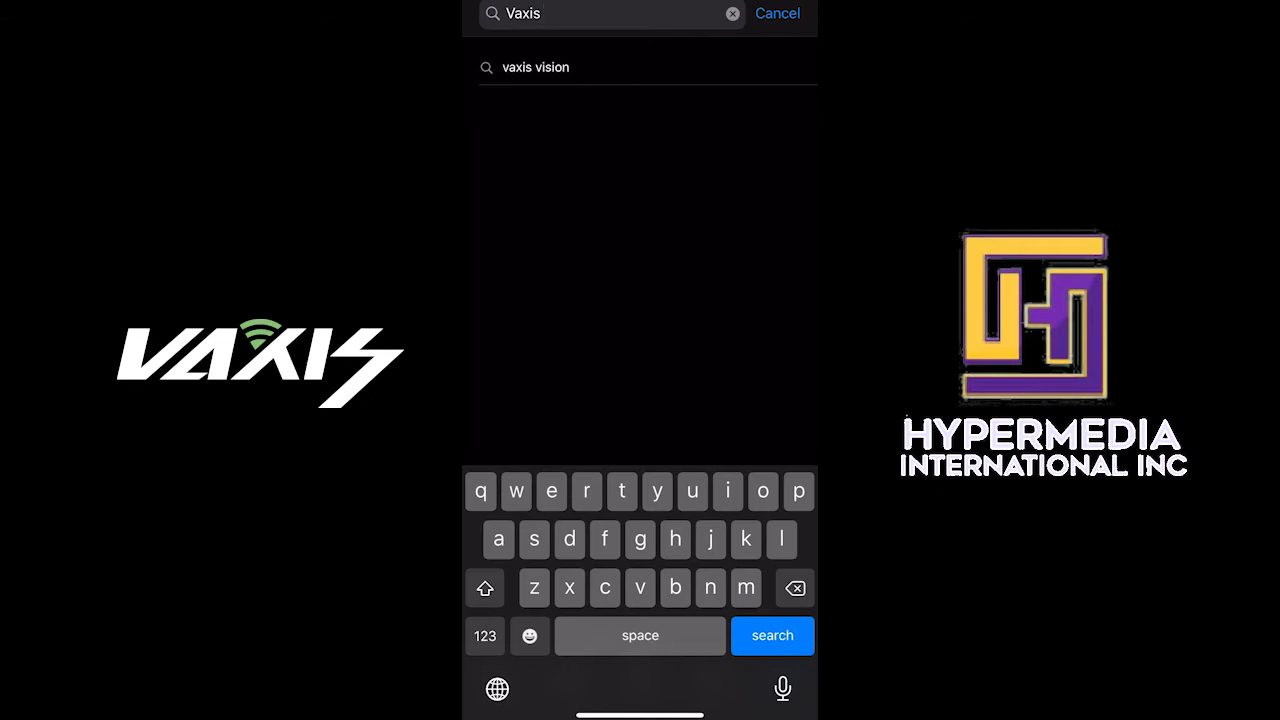 Vaxis
Cancel
vaxis vision
VAXIS
HYPERMEDIA
INTERNATIONAL INC
q w e r t y u i o p
a s d f g h j k l
z x c v b n m
123 space search